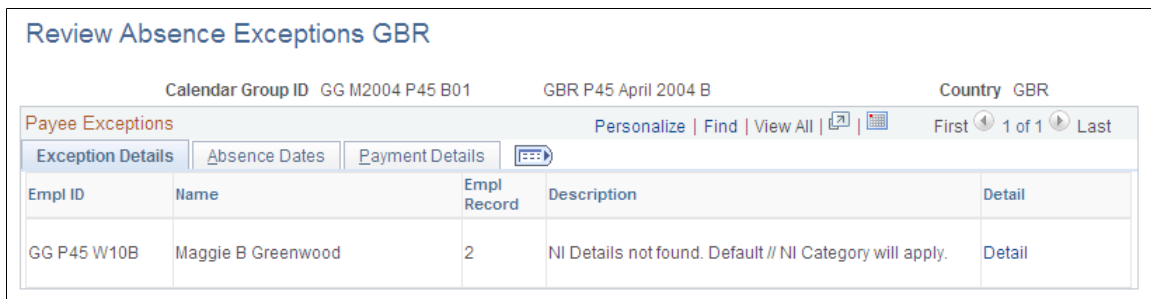 Review Absence Exceptions GBR
Calendar Group ID GG M2004 P45 B01 GBR P45 April 2004 B Country GBR
Payee Exceptions Personalize | Find | View All | | First 1 of 1 Last
Exception Details Absence Dates Payment Details
Empl ID Name Empl Record Description Detail
GG P45 W10B Maggie B Greenwood 2 NI Details not found. Default // NI Category will apply. Detail